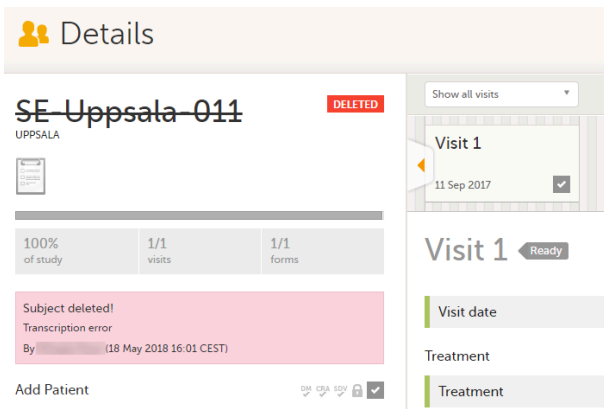 Details
SE-Uppsala-011
DELETED
UPPSALA
100%
of study
1/1
visits
1/1
forms
Subject deleted!
Transcription error
By (18 May 2018 16:01 CEST)
Add Patient
DM CRA SDV
Show all visits
Visit 1
11 Sep 2017
Visit 1 Ready
Visit date
Treatment
Treatment